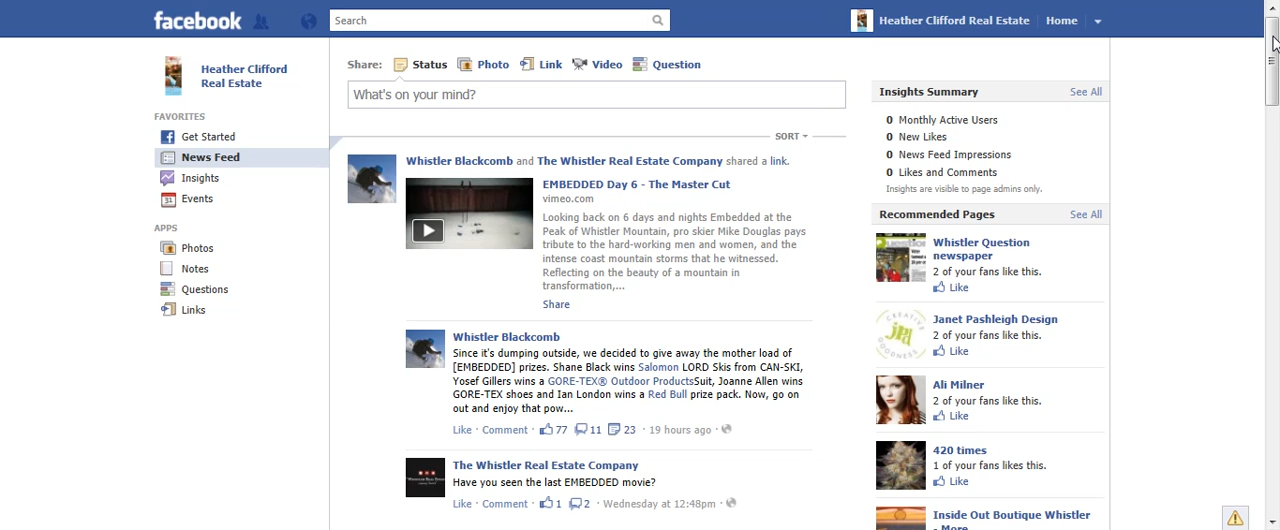 facebook
Search
Heather Clifford Real Estate
Home
Heather Clifford
Real Estate
FAVORITES
Get Started
News Feed
Insights
31
Events
APPS
Photos
Notes
Questions
Links
Share:
Status
Photo
Link
Video
Question
What's on your mind?
SORT
Whistler Blackcomb and The Whistler Real Estate Company shared a link.
EMBEDDED Day 6 - The Master Cut
vimeo.com
Looking back on 6 days and nights Embedded at the
Peak of Whistler Mountain, pro skier Mike Douglas pays
tribute to the hard-working men and women, and the
intense coast mountain storms that he witnessed.
Reflecting on the beauty of a mountain in
transformation,...
Share
Whistler Blackcomb
Since it's dumping outside, we decided to give away the mother load of
[EMBEDDED] prizes. Shane Black wins Salomon LORD Skis from CAN-SKI,
Yosef Gillers wins a GORE-TEX® Outdoor ProductsSuit, Joanne Allen wins
GORE-TEX shoes and Ian London wins a Red Bull prize pack. Now, go on
out and enjoy that pow...
Like · Comment · 77 11 23 · 19 hours ago ·
The Whistler Real Estate Company
Have you seen the last EMBEDDED movie?
Like · Comment · 1 2 · Wednesday at 12:48pm ·
Insights Summary
See All
0 Monthly Active Users
0 New Likes
0 News Feed Impressions
0 Likes and Comments
Insights are visible to page admins only.
Recommended Pages
See All
Whistler Question
newspaper
2 of your fans like this.
Like
Janet Pashleigh Design
2 of your fans like this.
Like
Ali Milner
2 of your fans like this.
Like
420 times
1 of your fans likes this.
Like
Inside Out Boutique Whistler
- More